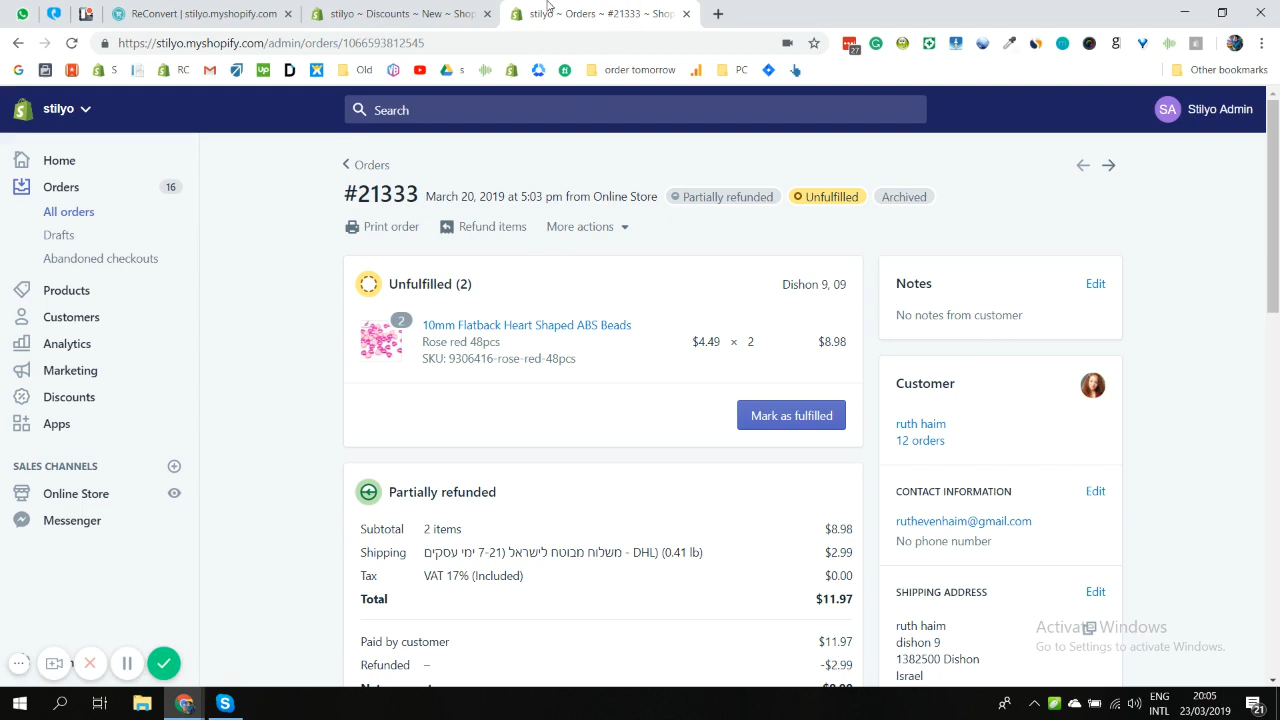 ReConvert | stilyo.myshopify.com
stilyo ~ Discounts ~ New ~ Shop
stilyo ~ Orders ~ #21333 ~ Shop
https://stilyo.myshopify.com/admin/orders/1066593812545
27
S
RC
Up
D
Old
s
order tomorrow
PC
Other bookmarks
stilyo
Search
SA
Stilyo Admin
Home
Orders
16
All orders
Drafts
Abandoned checkouts
Products
Customers
Analytics
Marketing
Discounts
Apps
SALES CHANNELS
Online Store
Messenger
Orders
#21333 March 20, 2019 at 5:03 pm from Online Store Partially refunded Unfulfilled Archived
Print order Refund items More actions
Unfulfilled (2) Dishon 9, 09
2
10mm Flatback Heart Shaped ABS Beads
Rose red 48pcs $4.49 × 2 $8.98
SKU: 9306416-rose-red-48pcs
Mark as fulfilled
Partially refunded
Subtotal 2 items $8.98
Shipping משלוח מבוטח לישראל (7-21 ימי עסקים - DHL) (0.41 lb) $2.99
Tax VAT 17% (Included) $0.00
Total $11.97
Paid by customer $11.97
Refunded – -$2.99
Notes Edit
No notes from customer
Customer
ruth haim
12 orders
CONTACT INFORMATION Edit
ruthevenhaim@gmail.com
No phone number
SHIPPING ADDRESS Edit
ruth haim
dishon 9
1382500 Dishon
Israel
Activate Windows
Go to Settings to activate Windows.
ENG
INTL
20:05
23/03/2019
21